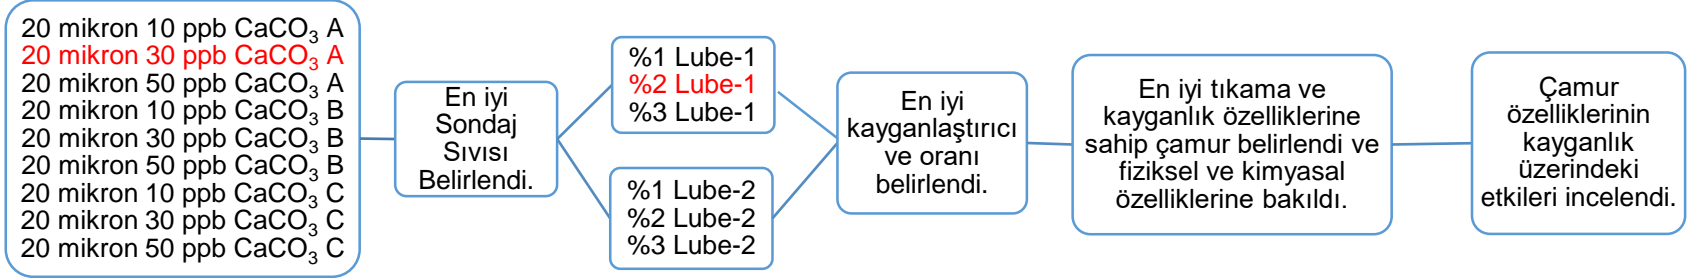 20 mikron 10 ppb CaCO₃ A
20 mikron 30 ppb CaCO₃ A
20 mikron 50 ppb CaCO₃ A
20 mikron 10 ppb CaCO₃ B
20 mikron 30 ppb CaCO₃ B
20 mikron 50 ppb CaCO₃ B
20 mikron 10 ppb CaCO₃ C
20 mikron 30 ppb CaCO₃ C
20 mikron 50 ppb CaCO₃ C
En iyi
Sondaj
Sıvısı
Belirlendi.
%1 Lube-1
%2 Lube-1
%3 Lube-1
%1 Lube-2
%2 Lube-2
%3 Lube-2
En iyi
kayganlaştırıcı
ve oranı
belirlendi.
En iyi tıkama ve
kayganlık özelliklerine
sahip çamur belirlendi ve
fiziksel ve kimyasal
özelliklerine bakıldı.
Çamur
özelliklerinin
kayganlık
üzerindeki
etkileri incelendi.